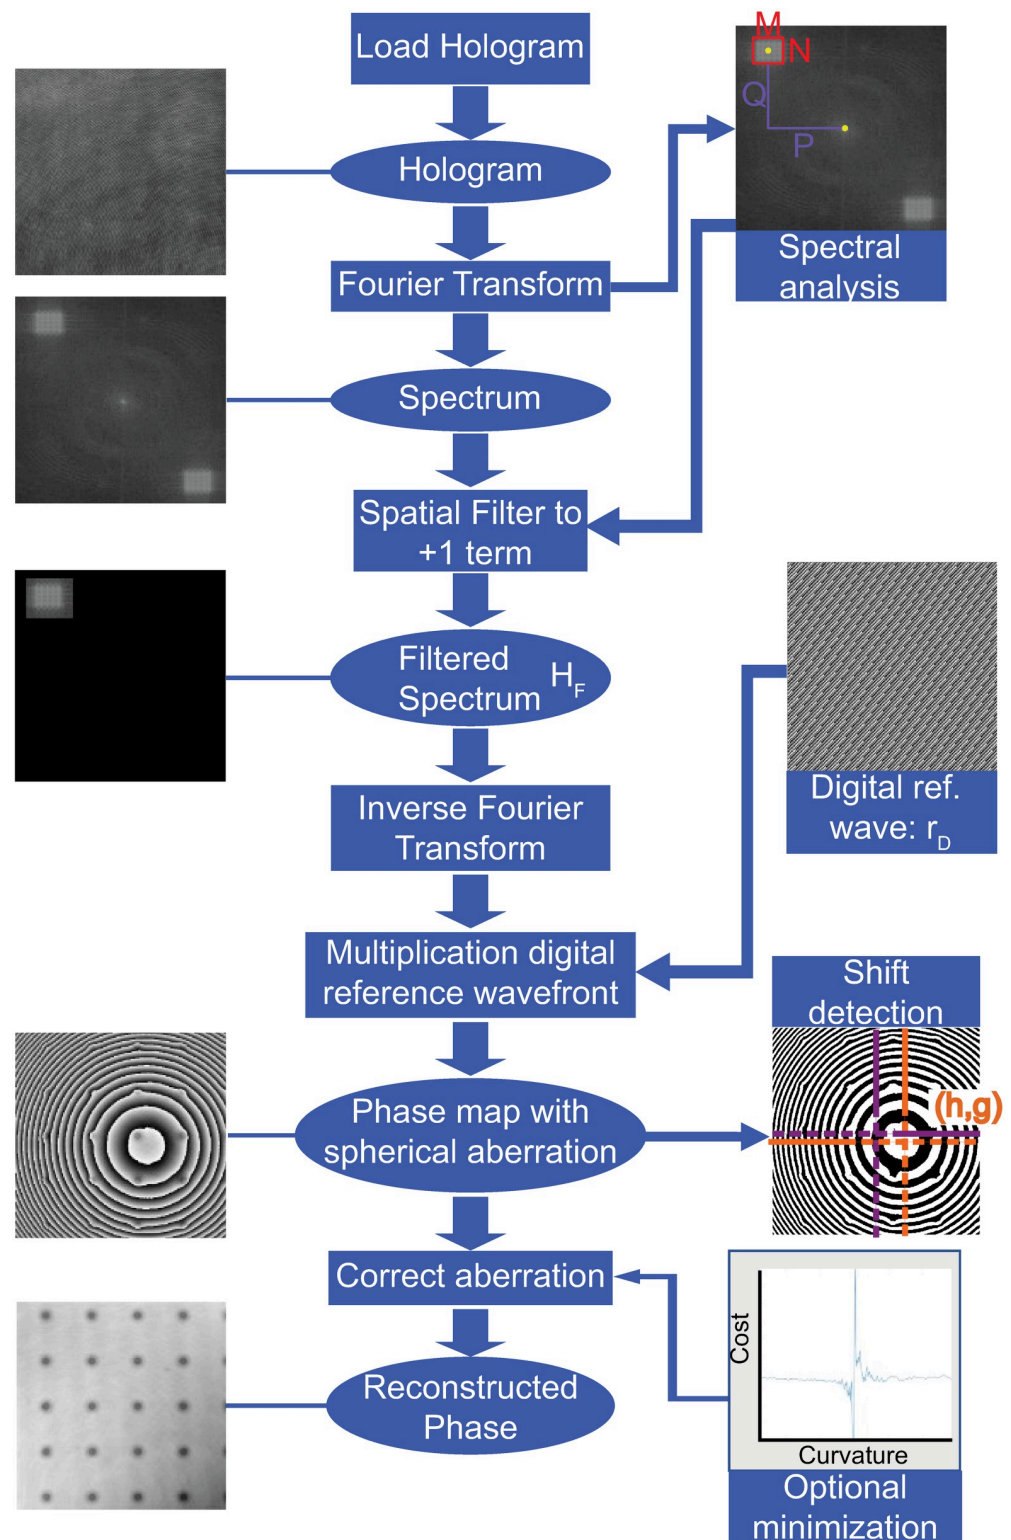 Load Hologram
M
N
Q
P
Hologram
Spectral
analysis
Fourier Transform
Spectrum
Spatial Filter to
+1 term
Filtered
Spectrum H_F
Digital ref.
wave: r_D
Inverse Fourier
Transform
Multiplication digital
reference wavefront
Shift
detection
(h,g)
Phase map with
spherical aberration
Correct aberration
Cost
Curvature
Reconstructed
Phase
Optional
minimization